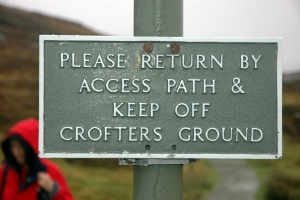 PLEASE RETURN BY
ACCESS PATH &
KEEP OFF
CROFTERS GROUND